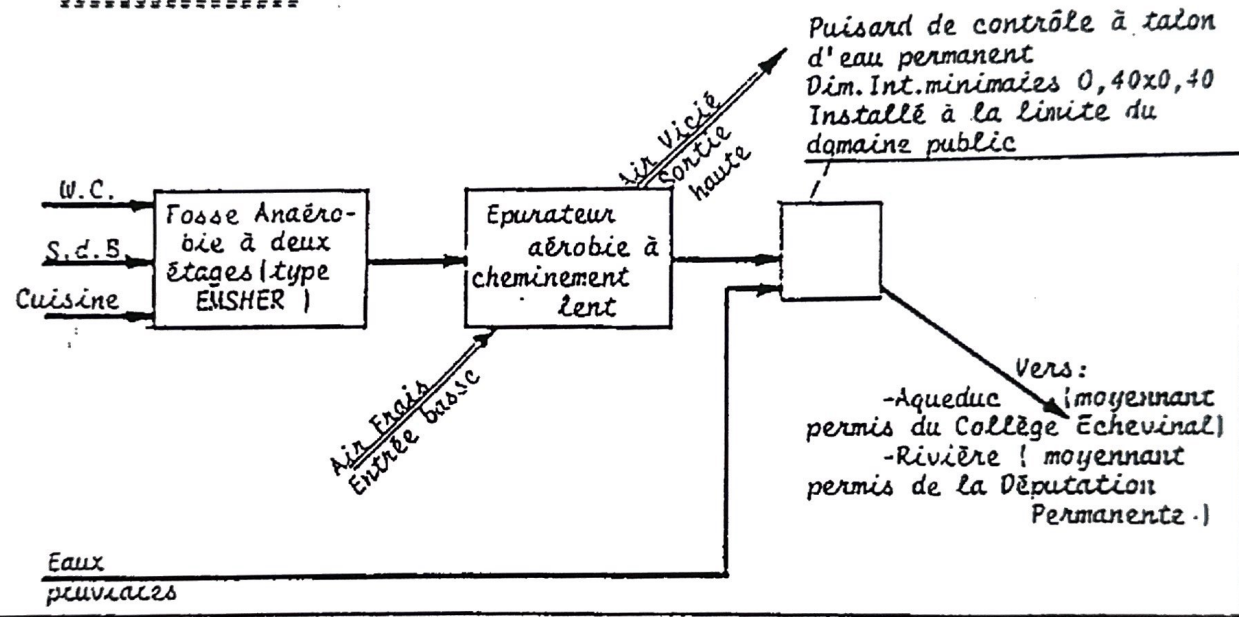 Puisard de contrôle à talon
d'eau permanent
Dim.Int.minimales 0,40x0,40
Installé à la limite du
domaine public
Air Vicié
Sortie
haute
W.C.
S.d.B
Cuisine
Fosse Anaéro-
bie à deux
étages(type
EMSHER )
Epurateur
aérobie à
cheminement
lent
Air Frais
Entrée basse
Vers:
-Aqueduc (moyennant
permis du Collège Echevinal)
-Rivière ( moyennant
permis de la Députation
Permanente.)
Eaux
pluviales